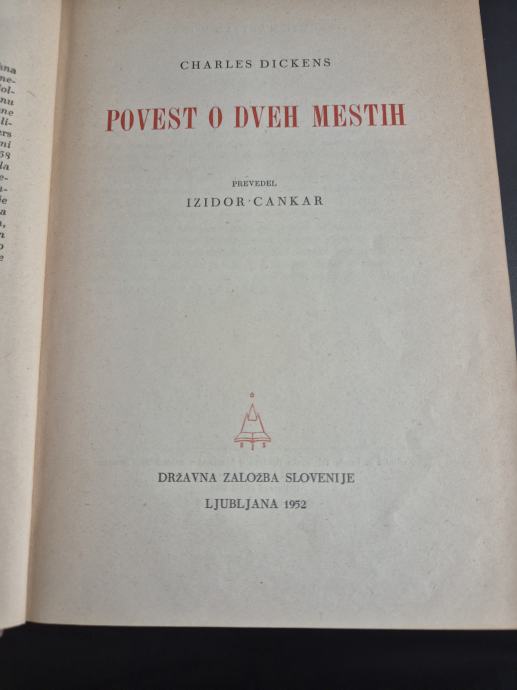 CHARLES DICKENS
POVEST O DVEH MESTIH
PREVEDEL
IZIDOR CANKAR
DRŽAVNA ZALOŽBA SLOVENIJE
LJUBLJANA 1952